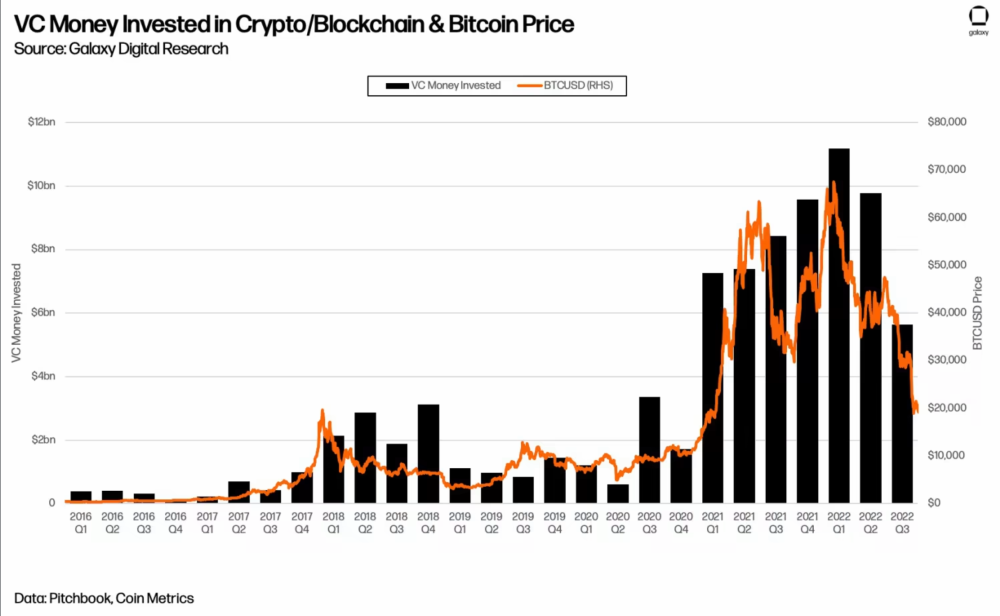 VC Money Invested in Crypto/Blockchain & Bitcoin Price
Source: Galaxy Digital Research
galaxy
VC Money Invested BTCUSD (RHS)
$12bn
$10bn
$8bn
$6bn
$4bn
$2bn
0
VC Money Invested
$80,000
$70,000
$60,000
$50,000
$40,000
$30,000
$20,000
$10,000
$0
BTCUSD Price
2016 2016 2016 2016 2017 2017 2017 2017 2018 2018 2018 2018 2019 2019 2019 2019 2020 2020 2020 2020 2021 2021 2021 2021 2022 2022 2022
Q1 Q2 Q3 Q4 Q1 Q2 Q3 Q4 Q1 Q2 Q3 Q4 Q1 Q2 Q3 Q4 Q1 Q2 Q3 Q4 Q1 Q2 Q3 Q4 Q1 Q2 Q3
Data: Pitchbook, Coin Metrics